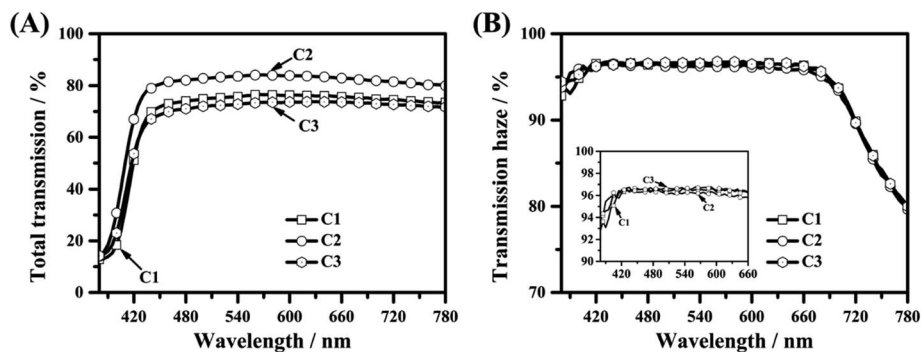 (A)
Total transmission / %
100
80
60
40
20
0
C2
C3
C1
C1
C2
C3
420 480 540 600 660 720 780
Wavelength / nm
(B)
Transmission haze / %
100
90
80
70
99
98
96
94
92
90
C3
C2
C1
420 480 540 600 660
C1
C2
C3
420 480 540 600 660 720 780
Wavelength / nm